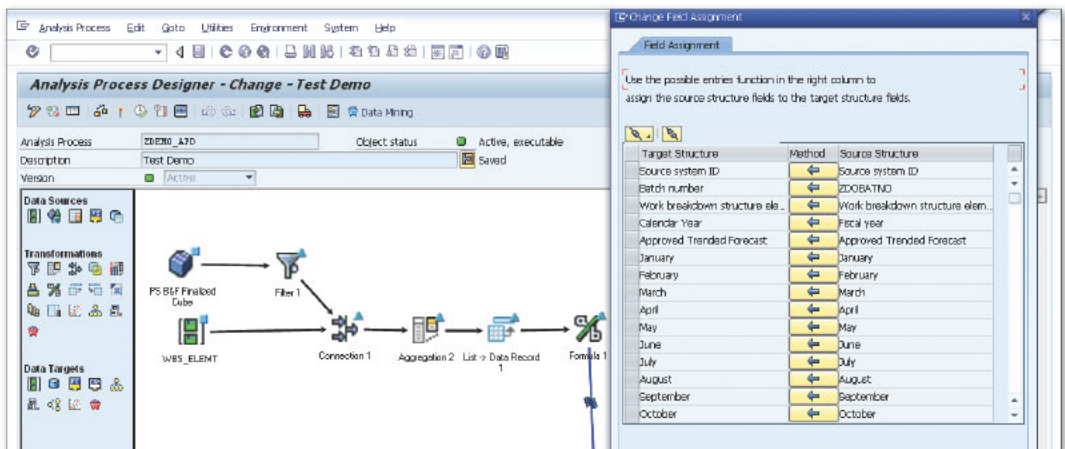 Analysis Process Edit Goto Utilities Environment System Help
Analysis Process Designer - Change - Test Demo
Data Mining
Analysis Process ZDEMO_APD Object status Active, executable
Description Test Demo Saved
Version Active
Data Sources
Transformations
Data Targets
PS B&F Finalized
Cube
Filter 1
WBS_ELEMT
Connection 1
Aggregation 2
List -> Data Record
1
Formula 1
Change Field Assignment
Field Assignment
Use the possible entries function in the right column to
assign the source structure fields to the target structure fields.
Target Structure Method Source Structure
Source system ID Source system ID
Batch number ZDOBATNO
Work breakdown structure ele.. Work breakdown structure elem..
Calendar Year Fiscal year
Approved Trended Forecast Approved Trended Forecast
January January
February February
March March
April April
May May
June June
July July
August August
September September
October October